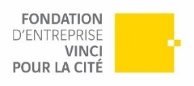 FONDATION
D'ENTREPRISE
VINCI
POUR LA CITÉ